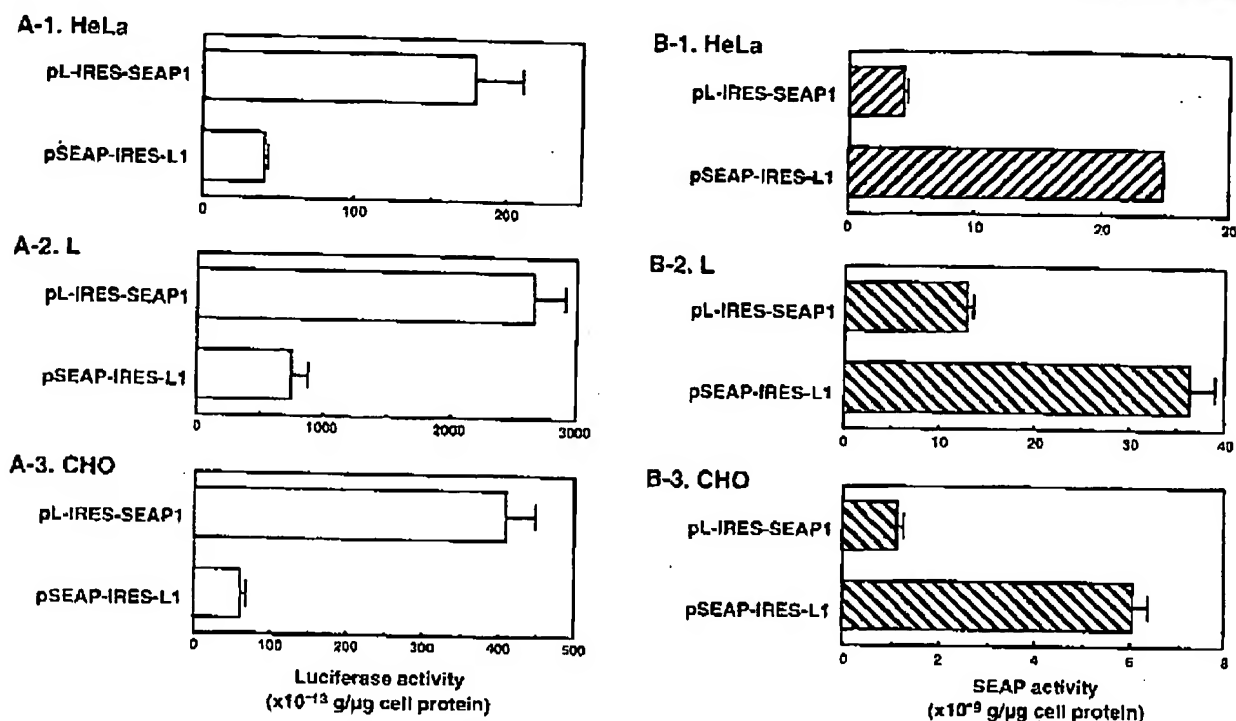 A-1. HeLa
pL-IRES-SEAP1
pSEAP-IRES-L1
0 100 200
A-2. L
pL-IRES-SEAP1
pSEAP-IRES-L1
0 1000 2000 3000
A-3. CHO
pL-IRES-SEAP1
pSEAP-IRES-L1
0 100 200 300 400 500
Luciferase activity
(x10⁻¹³ g/µg cell protein)
B-1. HeLa
pL-IRES-SEAP1
pSEAP-IRES-L1
0 10 20
B-2. L
pL-IRES-SEAP1
pSEAP-IRES-L1
0 10 20 30 40
B-3. CHO
pL-IRES-SEAP1
pSEAP-IRES-L1
0 2 4 6 8
SEAP activity
(x10⁻⁹ g/µg cell protein)